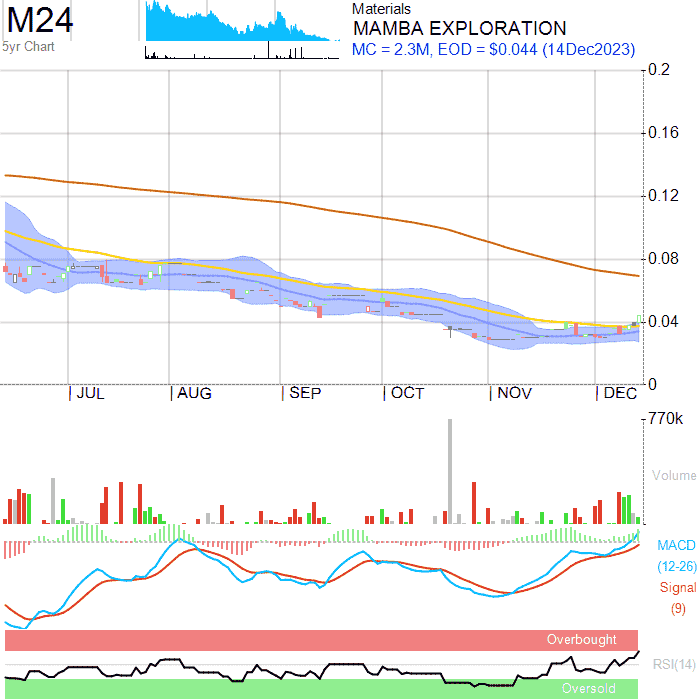 M24
5yr Chart
Materials
MAMBA EXPLORATION
MC = 2.3M, EOD = $0.044 (14Dec2023)
0.2
0.16
0.12
0.08
0.04
0
JUL AUG SEP OCT NOV DEC
770k
Volume
MACD
(12-26)
Signal
(9)
Overbought
RSI(14)
Oversold